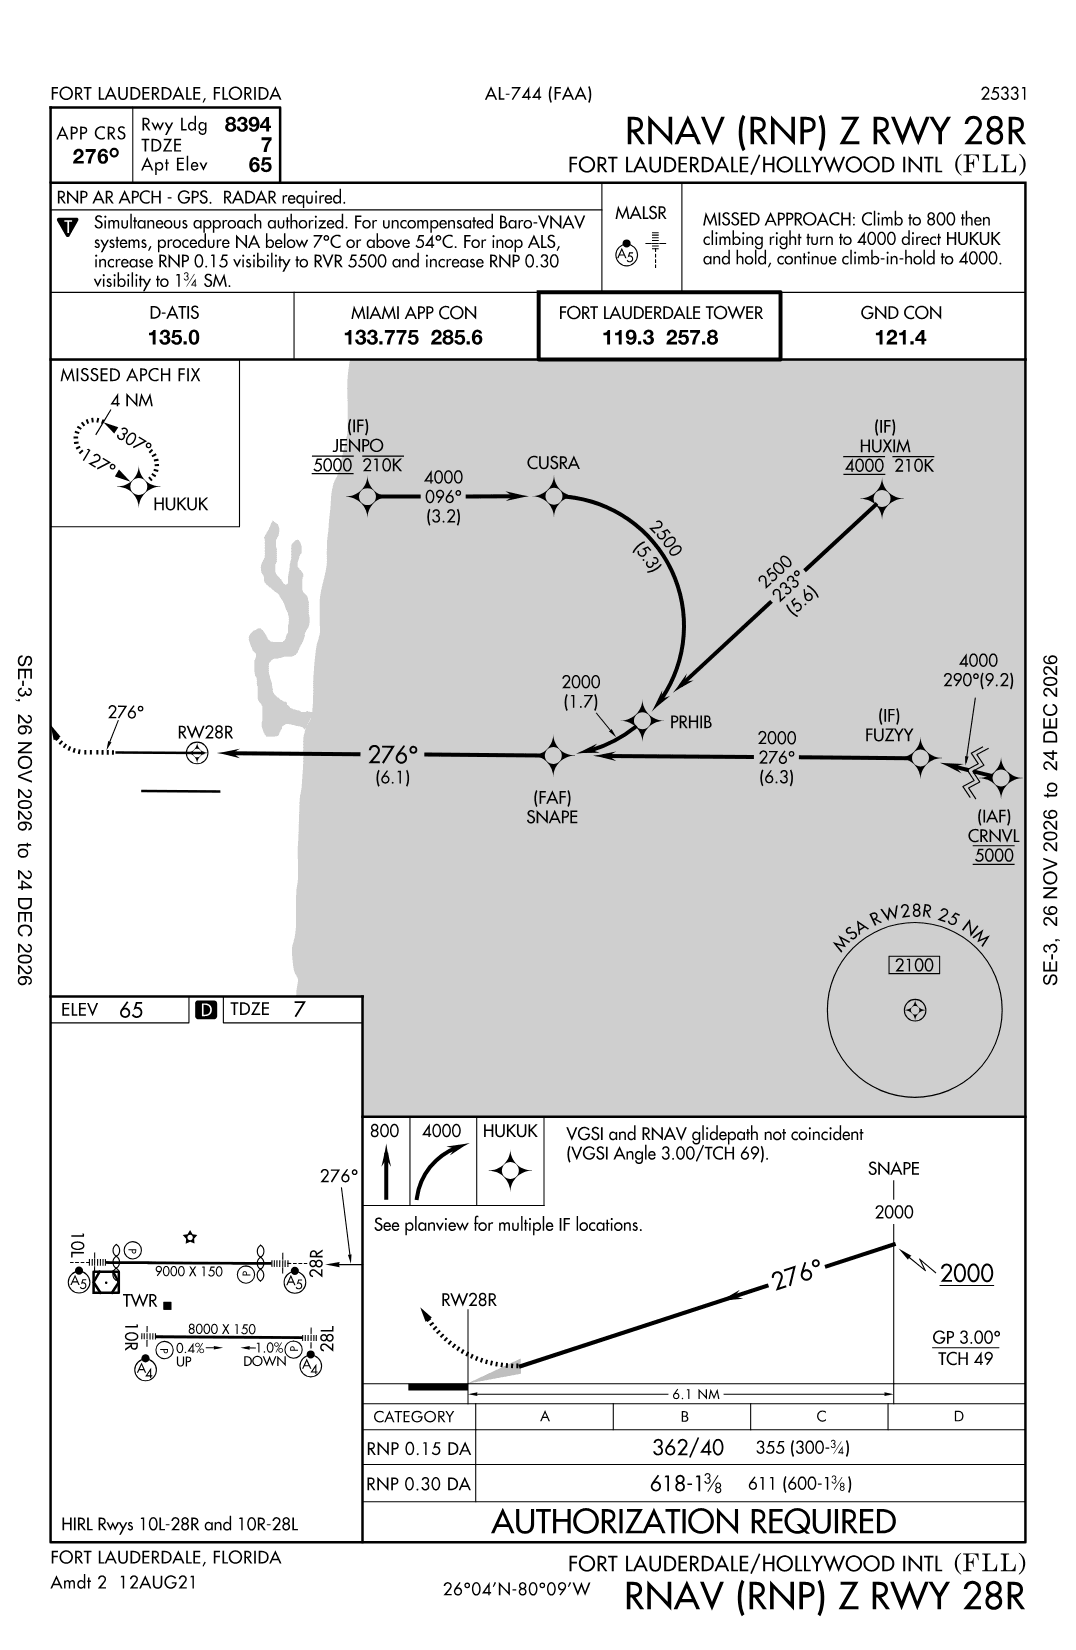 FORT LAUDERDALE, FLORIDA
AL-744 (FAA)
25331
APP CRS
276°
Rwy Ldg 8394
TDZE 7
Apt Elev 65
RNAV (RNP) Z RWY 28R
FORT LAUDERDALE/HOLLYWOOD INTL (FLL)
RNP AR APCH - GPS. RADAR required.
T
Simultaneous approach authorized. For uncompensated Baro-VNAV
systems, procedure NA below 7°C or above 54°C. For inop ALS,
increase RNP 0.15 visibility to RVR 5500 and increase RNP 0.30
visibility to 1¾ SM.
MALSR
A5
MISSED APPROACH: Climb to 800 then
climbing right turn to 4000 direct HUKUK
and hold, continue climb-in-hold to 4000.
D-ATIS
135.0
MIAMI APP CON
133.775 285.6
FORT LAUDERDALE TOWER
119.3 257.8
GND CON
121.4
MISSED APCH FIX
4 NM
307°
127°
HUKUK
(IF)
JENPO
5000 210K
4000
096°
(3.2)
CUSRA
2500
(5.3)
(IF)
HUXIM
4000 210K
2500
233°
(5.6)
2000
(1.7)
PRHIB
4000
290°(9.2)
(IF)
FUZYY
276°
RW28R
276°
(6.1)
2000
276°
(6.3)
(FAF)
SNAPE
(IAF)
CRNVL
5000
MSA RW28R 25 NM
2100
SE-3, 26 NOV 2026 to 24 DEC 2026
SE-3, 26 NOV 2026 to 24 DEC 2026
ELEV 65
D
TDZE 7
276°
10L
P
28R
A5
9000 X 150
P
A5
TWR
10R
8000 X 150
28L
P
0.4%
UP
1.0%
DOWN
P
A4
A4
HIRL Rwys 10L-28R and 10R-28L
800
4000
HUKUK
VGSI and RNAV glidepath not coincident
(VGSI Angle 3.00/TCH 69).
See planview for multiple IF locations.
SNAPE
2000
276°
2000
RW28R
GP 3.00°
TCH 49
6.1 NM
CATEGORY A B C D
RNP 0.15 DA 362/40 355 (300-¾)
RNP 0.30 DA 618-1⅜ 611 (600-1⅜)
AUTHORIZATION REQUIRED
FORT LAUDERDALE, FLORIDA
Amdt 2 12AUG21
26°04'N-80°09'W
FORT LAUDERDALE/HOLLYWOOD INTL (FLL)
RNAV (RNP) Z RWY 28R